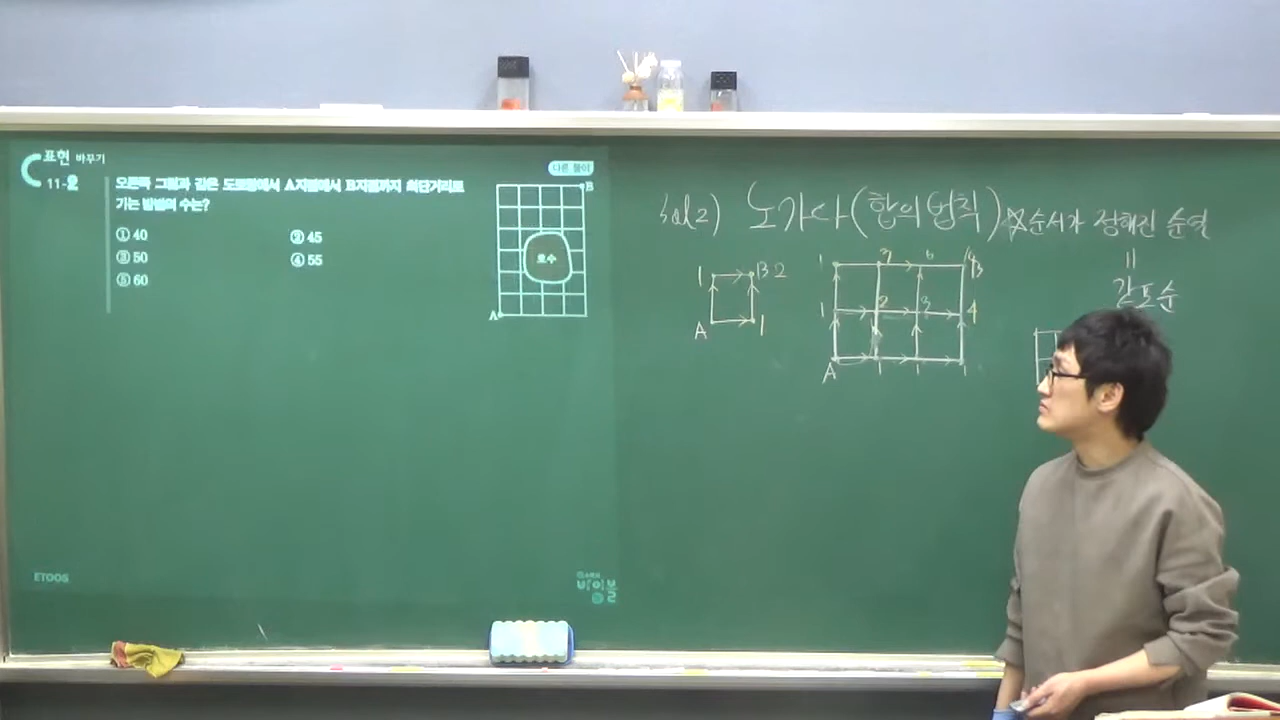 표현 바꾸기
11-2
다른 풀이
오른쪽 그림과 같은 도로망에서 A지점에서 B지점까지 최단거리로
가는 방법의 수는?
① 40
② 45
③ 50
④ 55
⑤ 60
B
호수
A
ETOOS
sol2) 노가다(합의 법칙)
☆순서가 정해진 순열
=
같포순
1 B 2
A 1
1 3 6 B
1 2 3 4
A 1 1 1